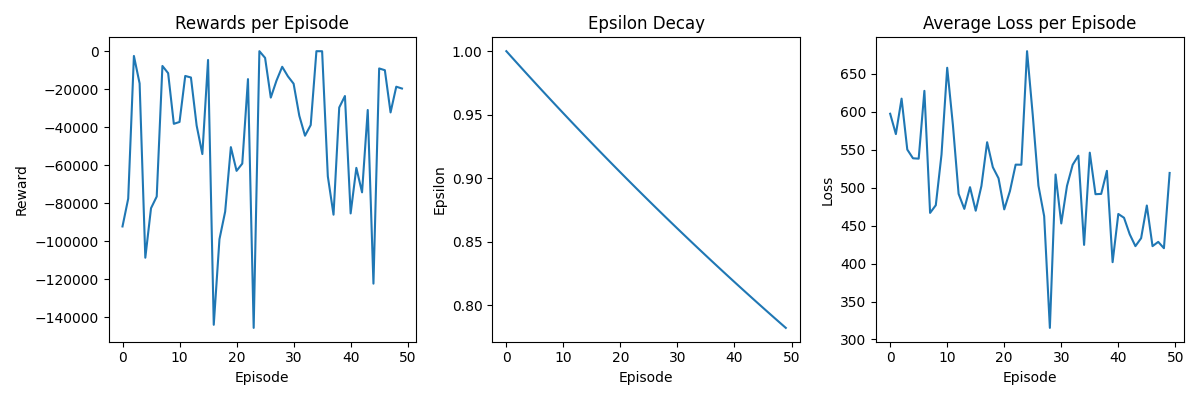 Rewards per Episode
0
−20000
−40000
−60000
−80000
−100000
−120000
−140000
Reward
0 10 20 30 40 50
Episode
Epsilon Decay
1.00
0.95
0.90
0.85
0.80
Epsilon
0 10 20 30 40 50
Episode
Average Loss per Episode
650
600
550
500
450
400
350
300
Loss
0 10 20 30 40 50
Episode